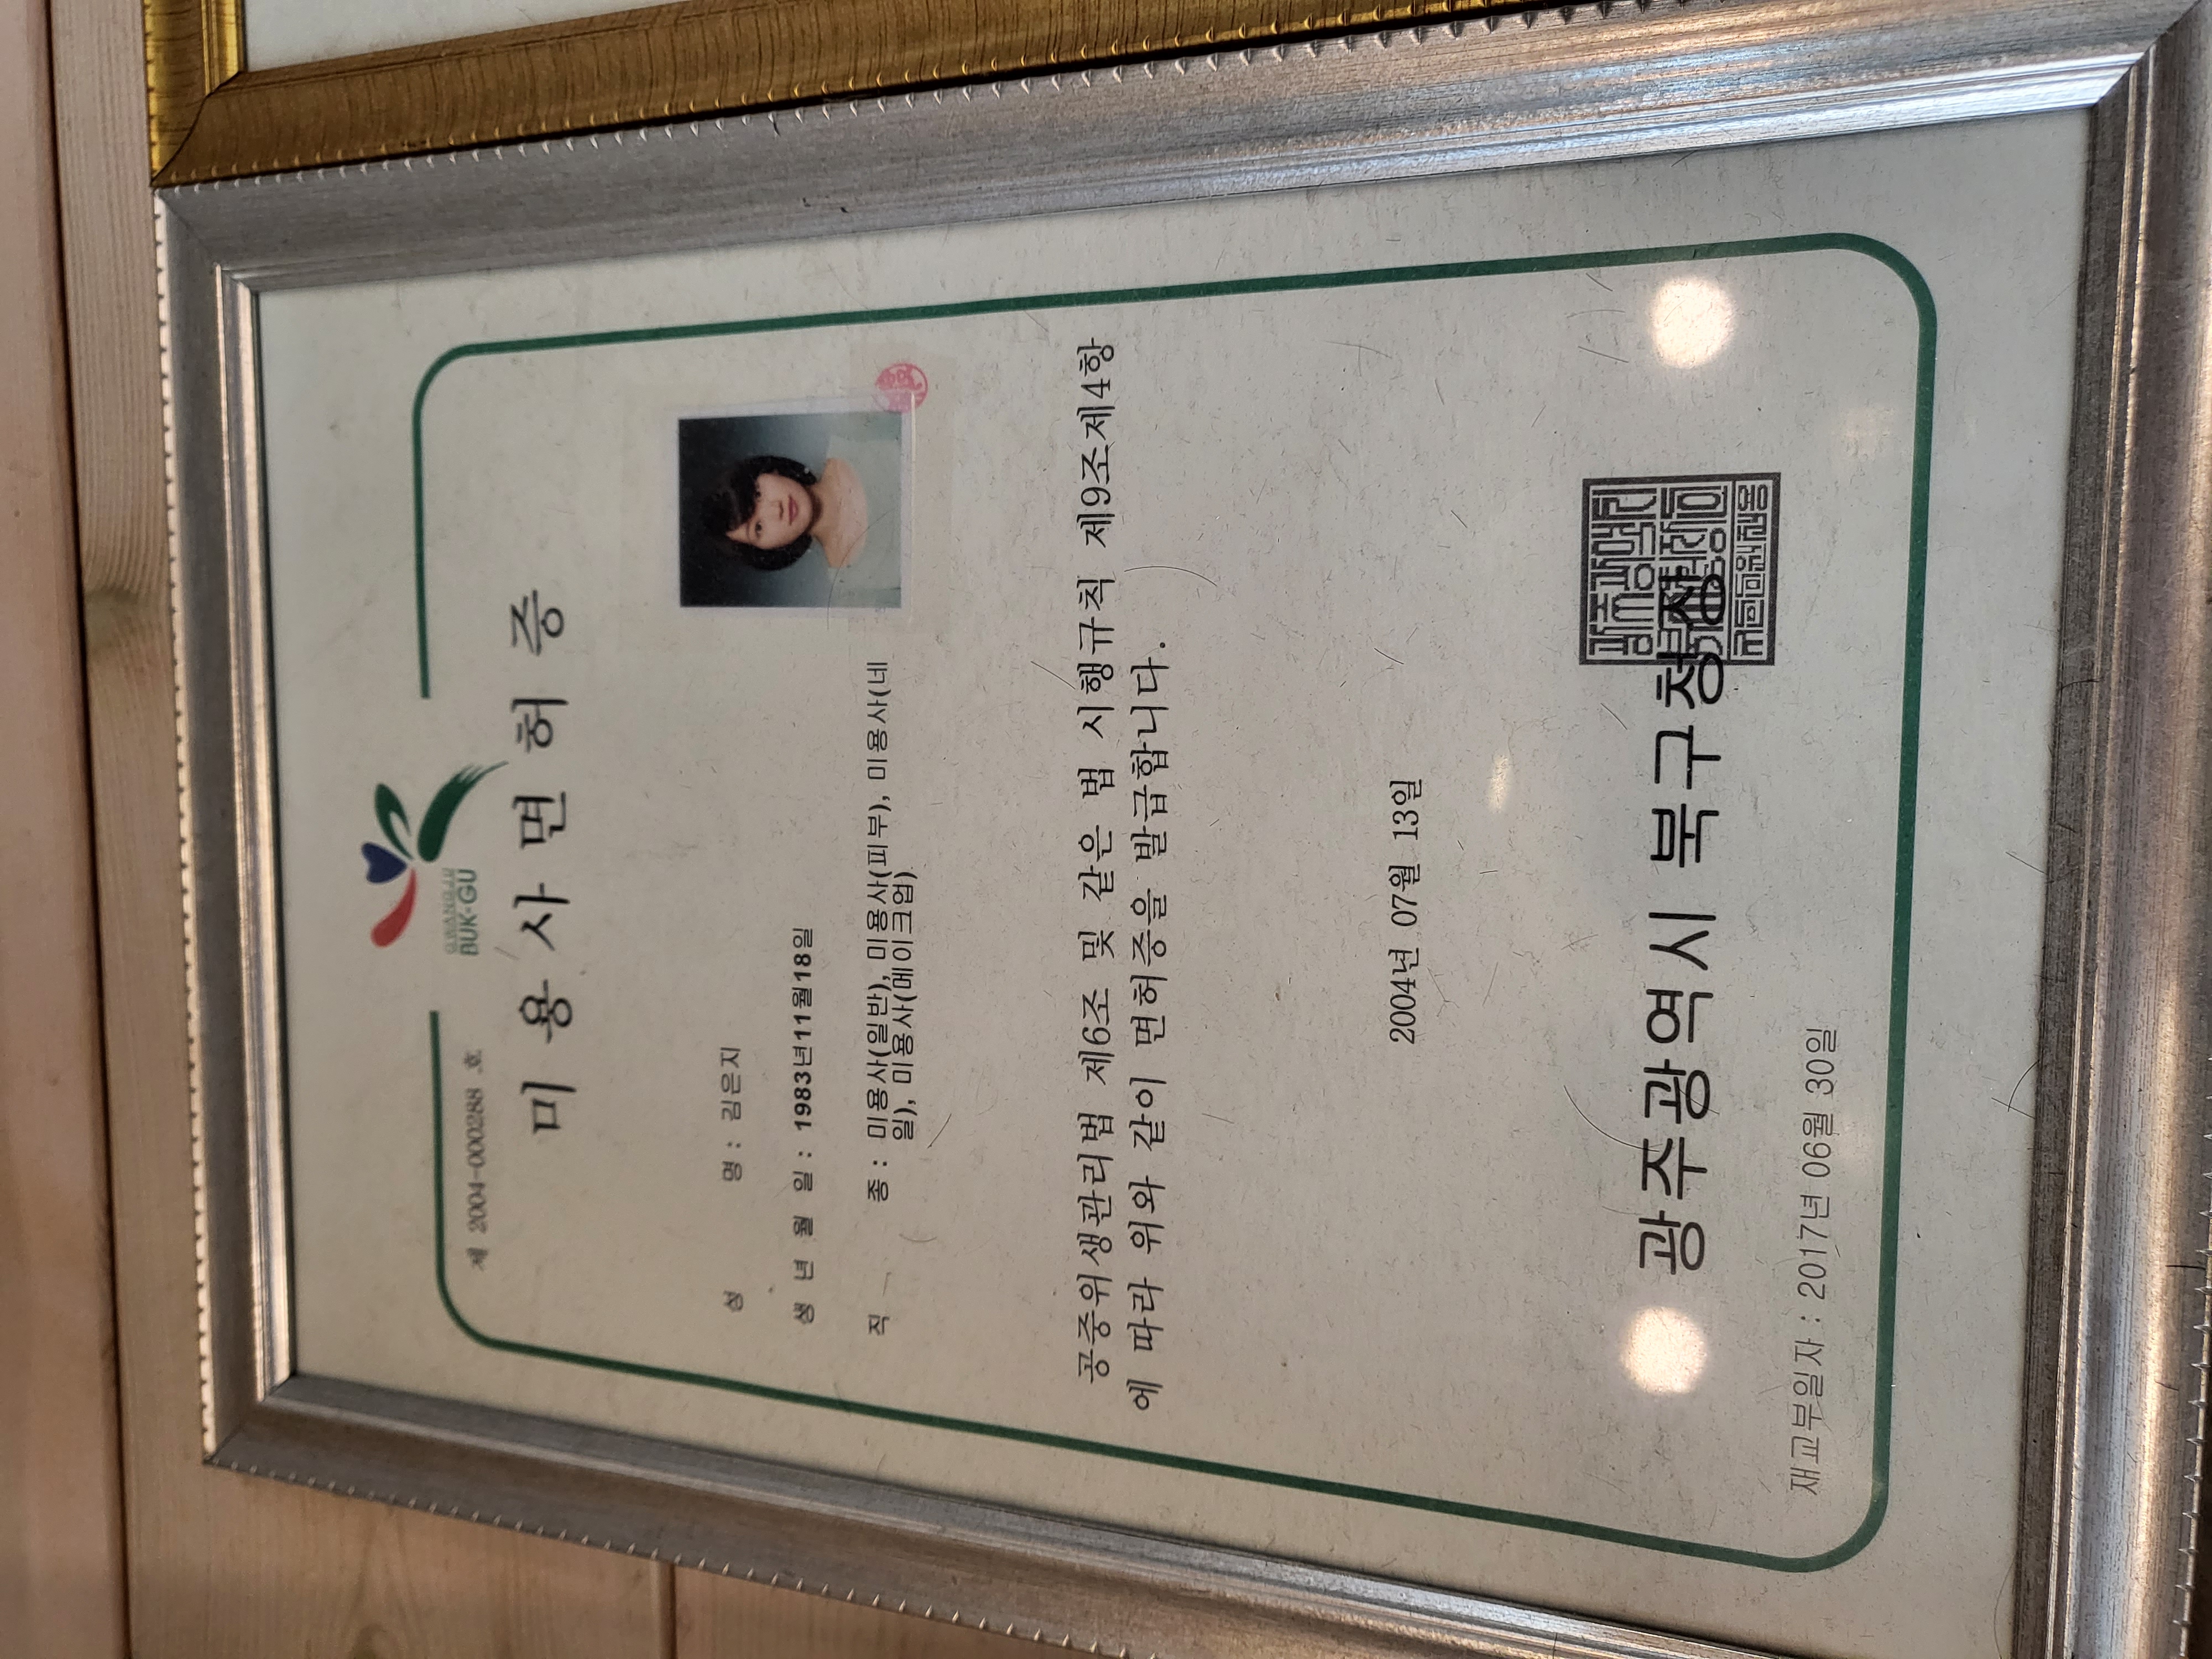 GWANGJU
BUK-GU
제 2004-000288 호
미용사면허증
성 명 : 김은지
생 년 월 일 : 1983년11월18일
직 종 : 미용사(일반), 미용사(피부), 미용사(네
일), 미용사(메이크업)
공중위생관리법 제6조 및 같은 법 시행규칙 제9조제4항
에 따라 위와 같이 면허증을 발급합니다.
2004년 07월 13일
광주광역시 북구청장
재교부일자 : 2017년 06월 30일